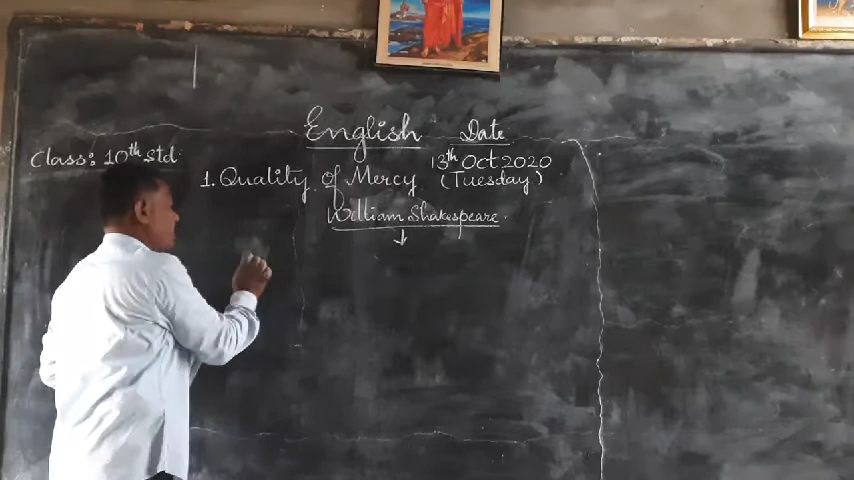 English Date
Class: 10th Std 13th Oct 2020
1. Quality of Mercy (Tuesday)
William Shakespeare.